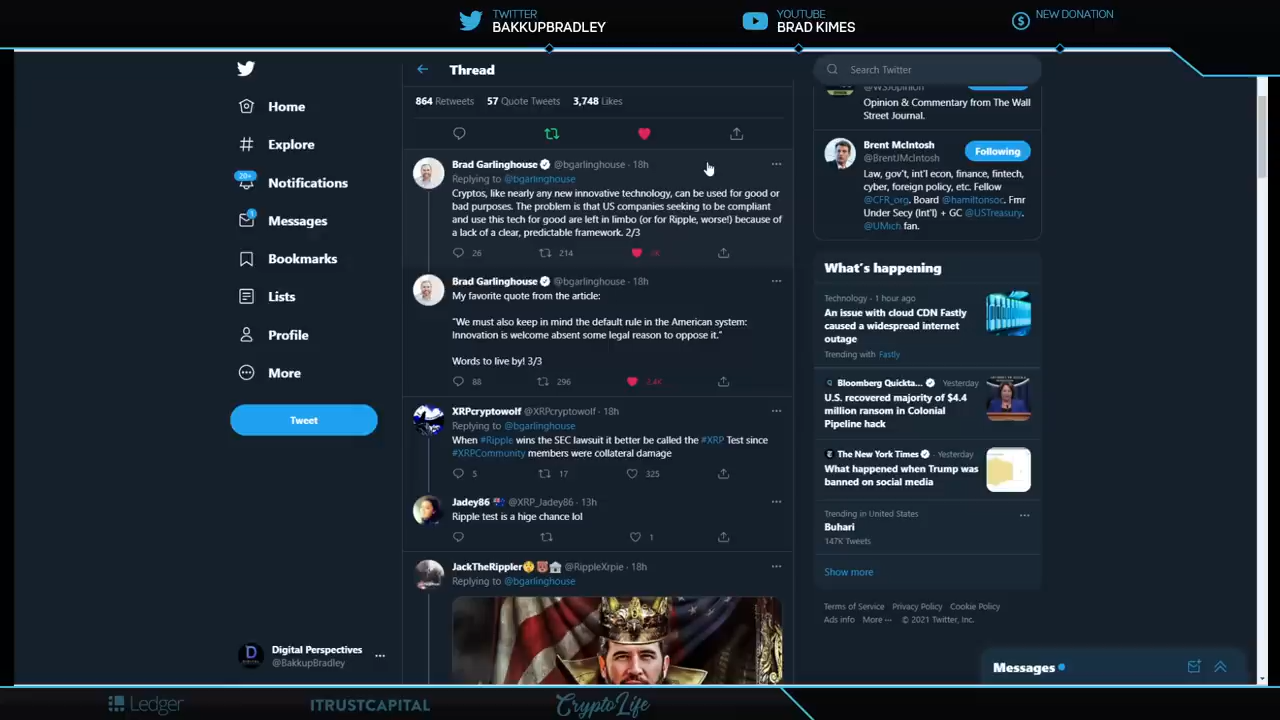 TWITTER
BAKKUPBRADLEY
YOUTUBE
BRAD KIMES
NEW DONATION
Home
Explore
20+
Notifications
1
Messages
Bookmarks
Lists
Profile
More
Tweet
Digital Perspectives
@BakkupBradley
Thread
864 Retweets 57 Quote Tweets 3,748 Likes
Brad Garlinghouse @bgarlinghouse · 18h
Replying to @bgarlinghouse
Cryptos, like nearly any new innovative technology, can be used for good or
bad purposes. The problem is that US companies seeking to be compliant
and use this tech for good are left in limbo (or for Ripple, worse!) because of
a lack of a clear, predictable framework. 2/3
26 214
Brad Garlinghouse @bgarlinghouse · 18h
My favorite quote from the article:
"We must also keep in mind the default rule in the American system:
Innovation is welcome absent some legal reason to oppose it."
Words to live by! 3/3
88 296
XRPcryptowolf @XRPcryptowolf · 18h
Replying to @bgarlinghouse
When #Ripple wins the SEC lawsuit it better be called the #XRP Test since
#XRPCommunity members were collateral damage
5 17 325
Jadey86 @XRP_Jadey86 · 13h
Ripple test is a hige chance lol
1
JackTheRippler @RippleXrpie · 18h
Replying to @bgarlinghouse
Search Twitter
@WSJopinion
Opinion & Commentary from The Wall
Street Journal.
Brent McIntosh
@BrentJMcIntosh
Following
Law, gov't, int'l econ, finance, fintech,
cyber, foreign policy, etc. Fellow
@CFR_org. Board @hamiltonsoc. Fmr
Under Secy (Int'l) + GC @USTreasury.
@UMich fan.
What's happening
Technology · 1 hour ago
An issue with cloud CDN Fastly
caused a widespread internet
outage
Trending with Fastly
Bloomberg Quickta... Yesterday
U.S. recovered majority of $4.4
million ransom in Colonial
Pipeline hack
The New York Times Yesterday
What happened when Trump was
banned on social media
Trending in United States
Buhari
147K Tweets
Show more
Terms of Service Privacy Policy Cookie Policy
Ads info More ··· © 2021 Twitter, Inc.
Messages
Ledger
ITRUSTCAPITAL
CryptoLife